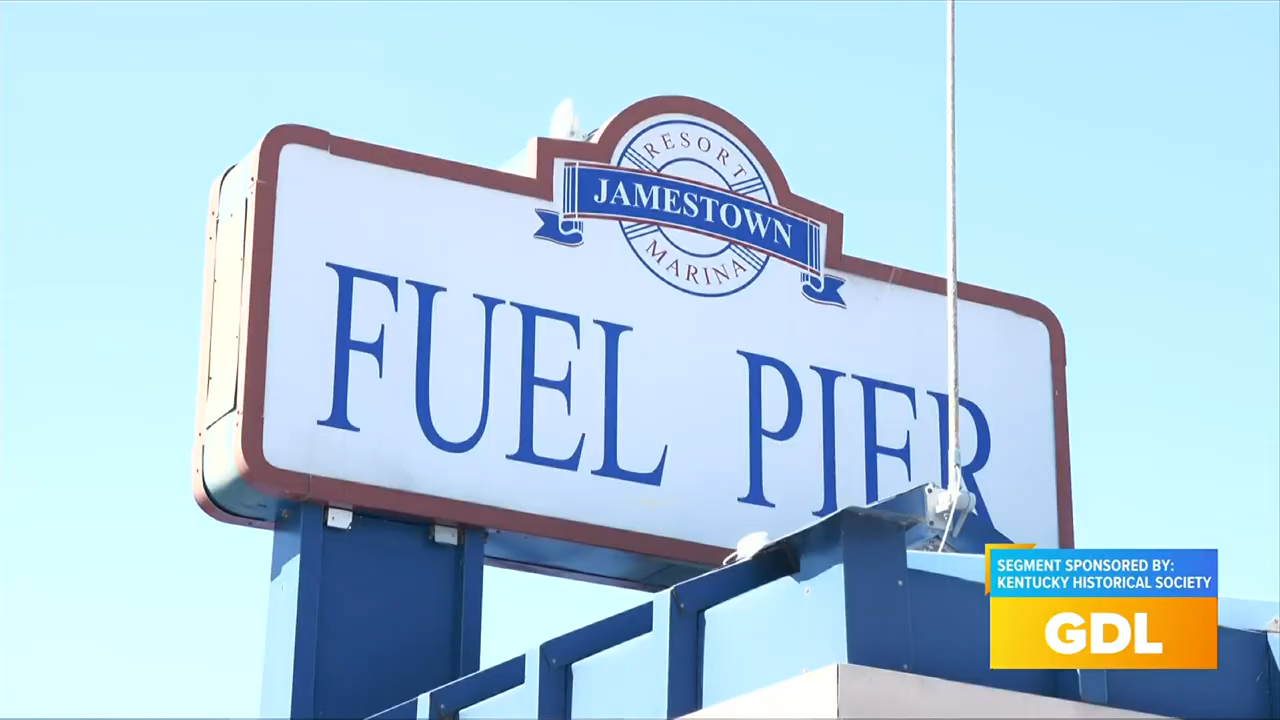 RESORT
JAMESTOWN
MARINA
FUEL PIER
SEGMENT SPONSORED BY:
KENTUCKY HISTORICAL SOCIETY
GDL